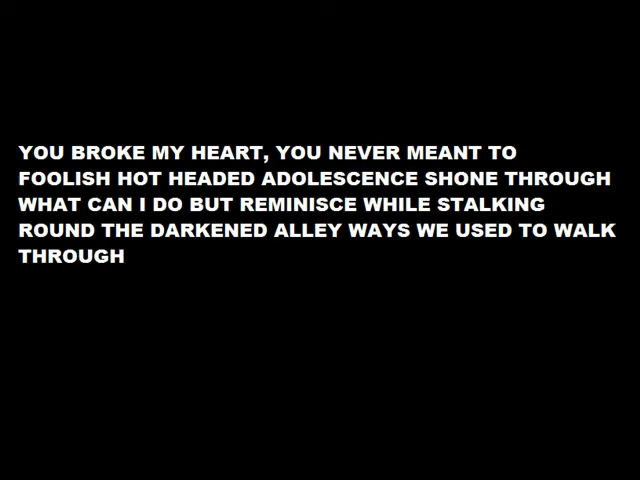 YOU BROKE MY HEART, YOU NEVER MEANT TO
FOOLISH HOT HEADED ADOLESCENCE SHONE THROUGH
WHAT CAN I DO BUT REMINISCE WHILE STALKING
ROUND THE DARKENED ALLEY WAYS WE USED TO WALK
THROUGH